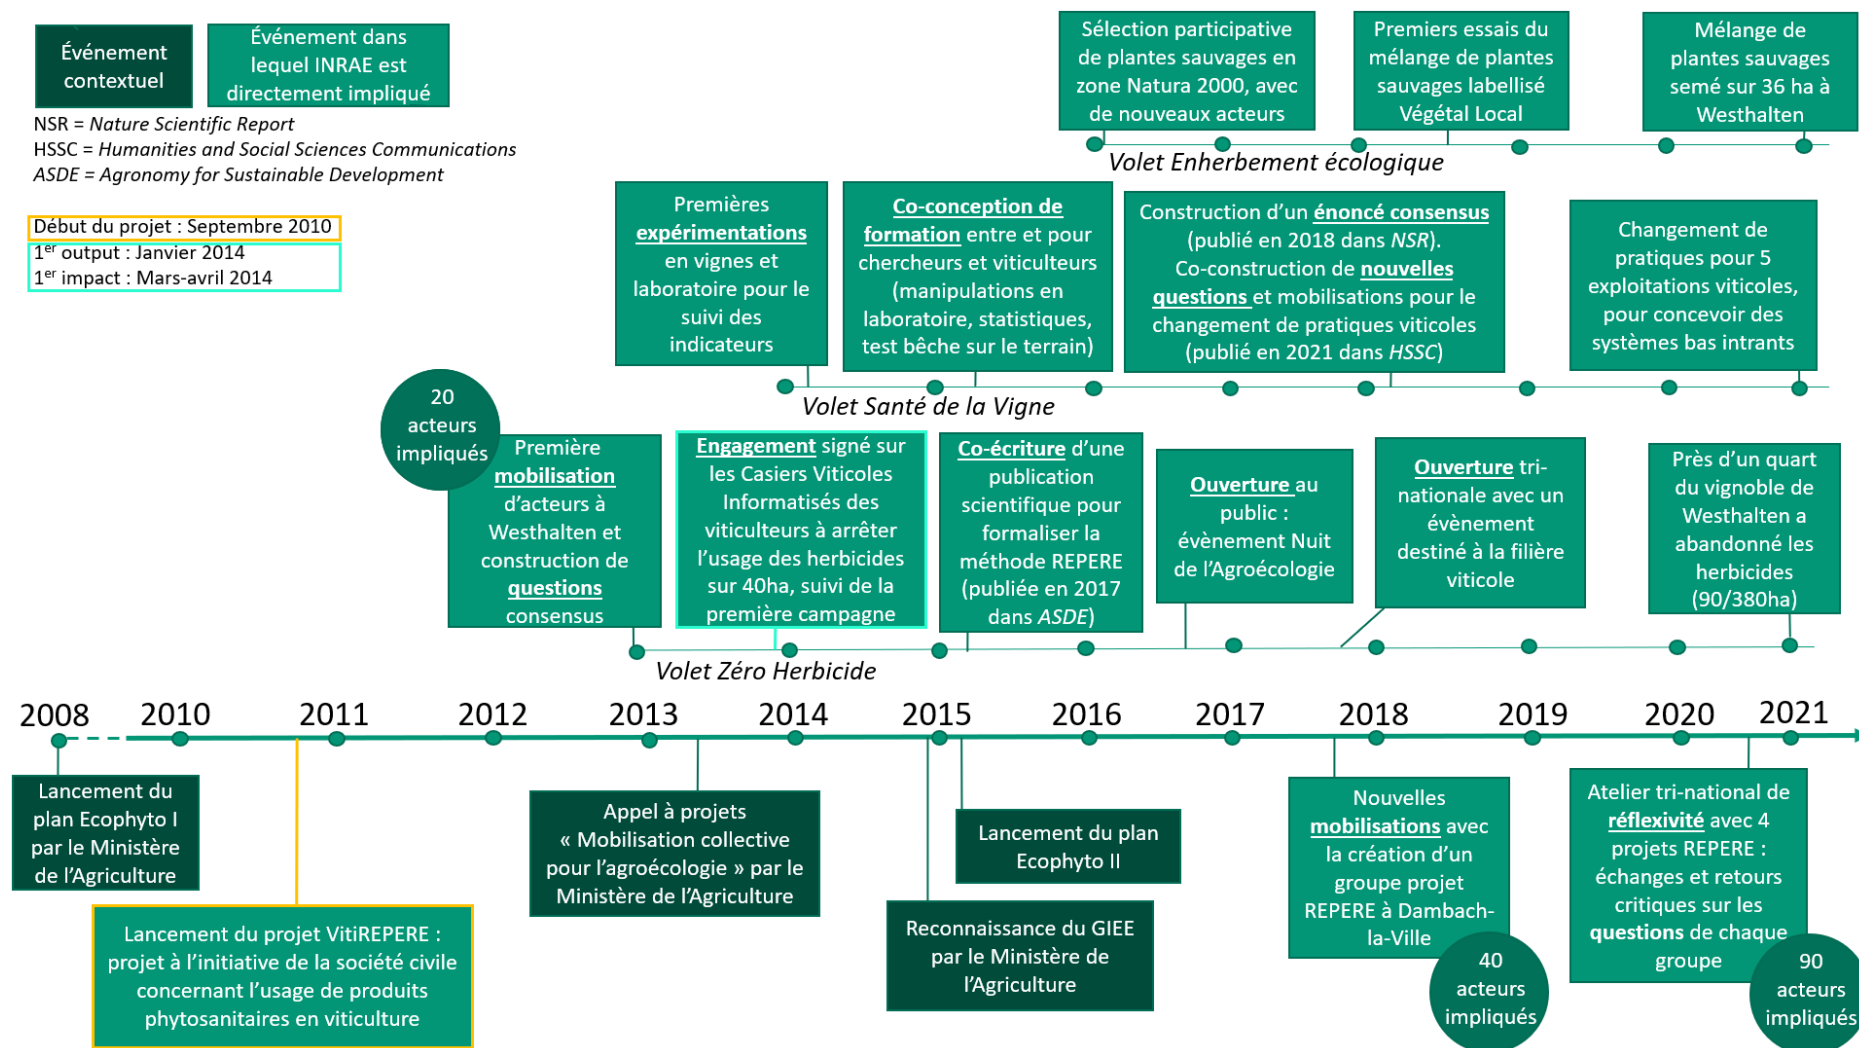 Événement
contextuel
Événement dans
lequel INRAE est
directement impliqué
NSR = Nature Scientific Report
HSSC = Humanities and Social Sciences Communications
ASDE = Agronomy for Sustainable Development
Début du projet : Septembre 2010
1er output : Janvier 2014
1er impact : Mars-avril 2014
Sélection participative
de plantes sauvages en
zone Natura 2000, avec
de nouveaux acteurs
Premiers essais du
mélange de plantes
sauvages labellisé
Végétal Local
Mélange de
plantes sauvages
semé sur 36 ha à
Westhalten
Volet Enherbement écologique
Premières
expérimentations
en vignes et
laboratoire pour le
suivi des
indicateurs
Co-conception de
formation entre et pour
chercheurs et viticulteurs
(manipulations en
laboratoire, statistiques,
test bêche sur le terrain)
Construction d'un énoncé consensus
(publié en 2018 dans NSR).
Co-construction de nouvelles
questions et mobilisations pour le
changement de pratiques viticoles
(publié en 2021 dans HSSC)
Changement de
pratiques pour 5
exploitations viticoles,
pour concevoir des
systèmes bas intrants
Volet Santé de la Vigne
20
acteurs
impliqués
Première
mobilisation
d'acteurs à
Westhalten et
construction de
questions
consensus
Engagement signé sur
les Casiers Viticoles
Informatisés des
viticulteurs à arrêter
l'usage des herbicides
sur 40ha, suivi de la
première campagne
Co-écriture d'une
publication
scientifique pour
formaliser la
méthode REPERE
(publiée en 2017
dans ASDE)
Ouverture au
public :
évènement Nuit
de l'Agroécologie
Ouverture tri-
nationale avec un
évènement
destiné à la filière
viticole
Près d'un quart
du vignoble de
Westhalten a
abandonné les
herbicides
(90/380ha)
Volet Zéro Herbicide
2008 2010 2011 2012 2013 2014 2015 2016 2017 2018 2019 2020 2021
Lancement du
plan Ecophyto I
par le Ministère
de l'Agriculture
Lancement du projet VitiREPERE :
projet à l'initiative de la société civile
concernant l'usage de produits
phytosanitaires en viticulture
Appel à projets
« Mobilisation collective
pour l'agroécologie » par le
Ministère de l'Agriculture
Lancement du plan
Ecophyto II
Reconnaissance du GIEE
par le Ministère de
l'Agriculture
Nouvelles
mobilisations avec
la création d'un
groupe projet
REPERE à Dambach-
la-Ville
40
acteurs
impliqués
Atelier tri-national de
réflexivité avec 4
projets REPERE :
échanges et retours
critiques sur les
questions de chaque
groupe
90
acteurs
impliqués